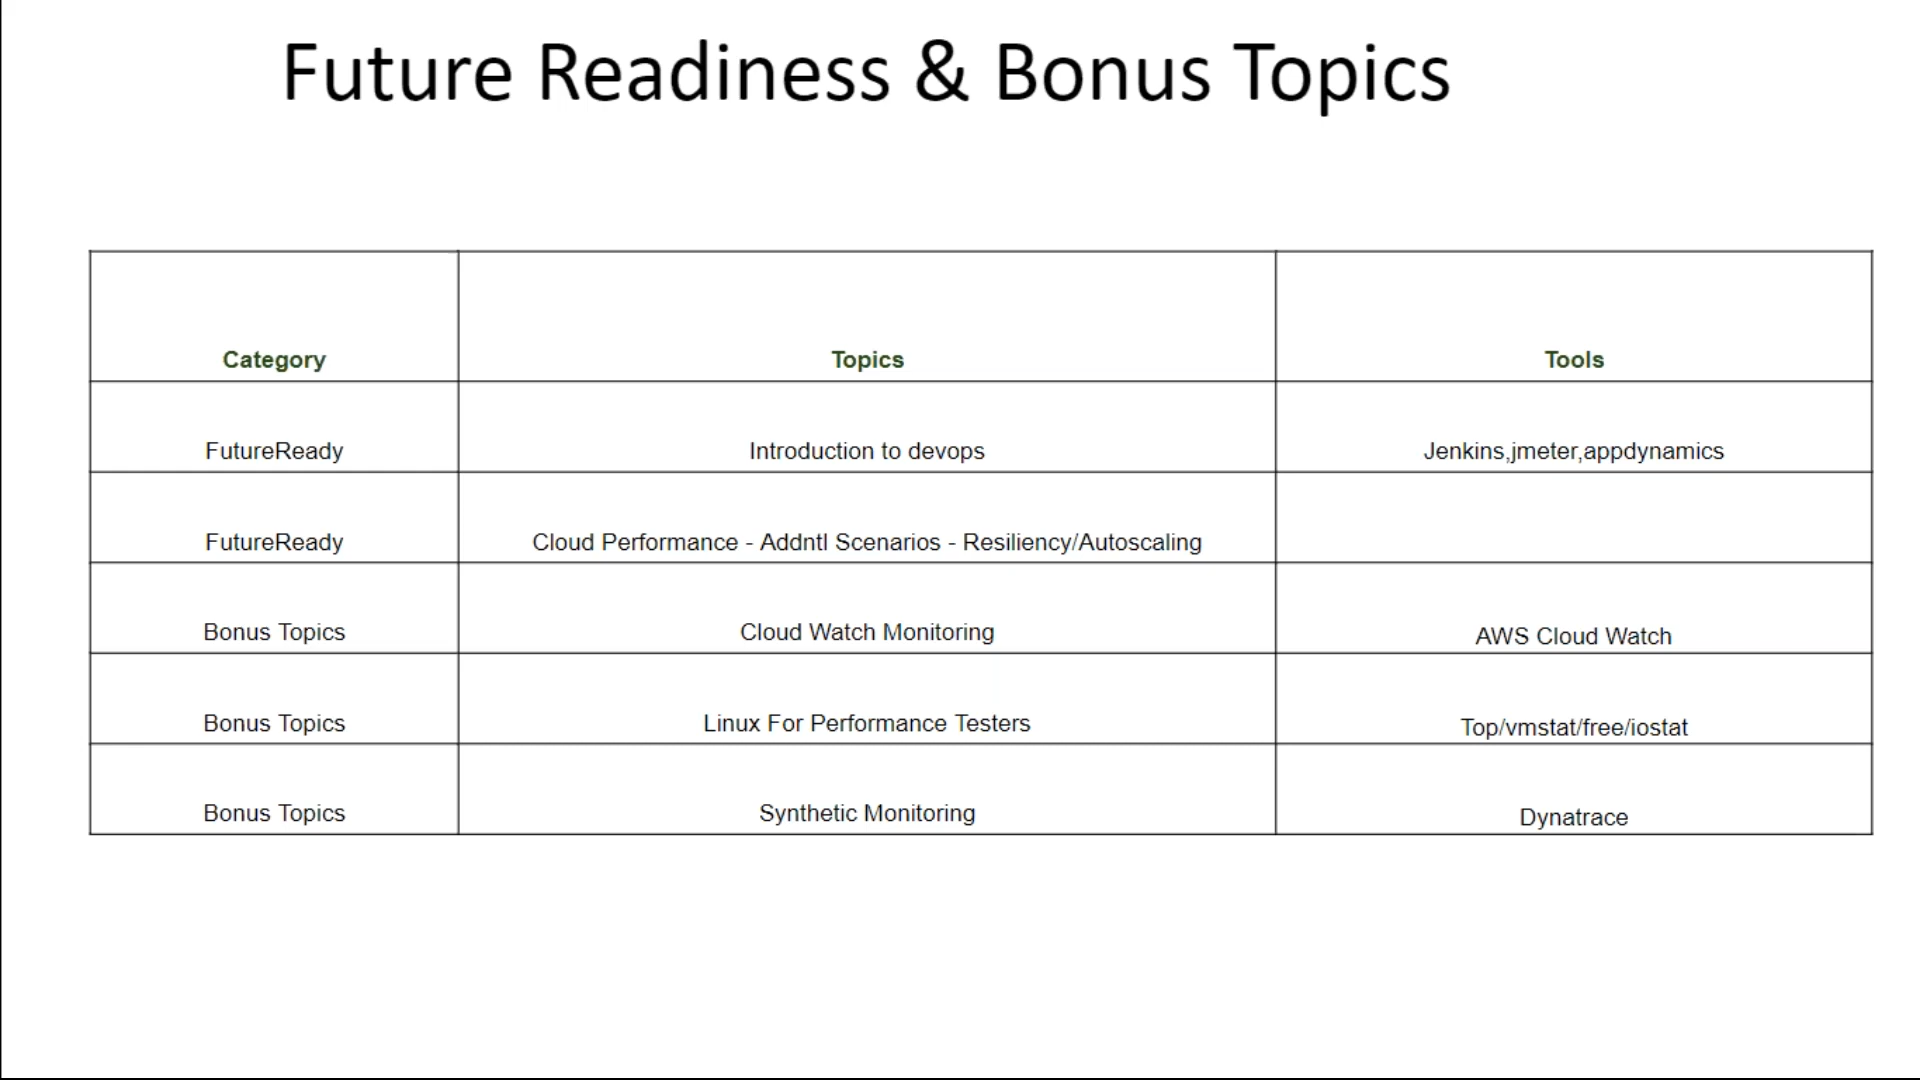 Future Readiness & Bonus Topics
Category Topics Tools
FutureReady Introduction to devops Jenkins,jmeter,appdynamics
FutureReady Cloud Performance - Addntl Scenarios - Resiliency/Autoscaling
Bonus Topics Cloud Watch Monitoring AWS Cloud Watch
Bonus Topics Linux For Performance Testers Top/vmstat/free/iostat
Bonus Topics Synthetic Monitoring Dynatrace